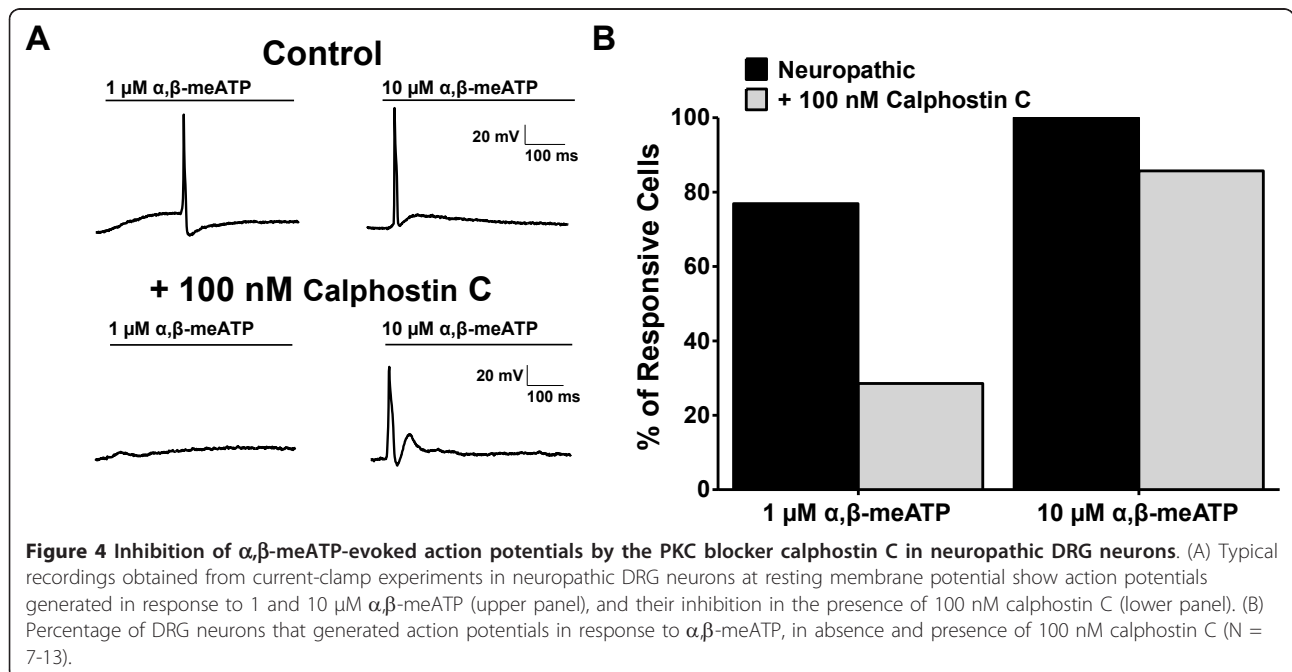 A
Control
1 µM α,β-meATP
10 µM α,β-meATP
20 mV
100 ms
+ 100 nM Calphostin C
1 µM α,β-meATP
10 µM α,β-meATP
20 mV
100 ms
B
Neuropathic
+ 100 nM Calphostin C
% of Responsive Cells
100
80
60
40
20
0
1 µM α,β-meATP
10 µM α,β-meATP
Figure 4 Inhibition of α,β-meATP-evoked action potentials by the PKC blocker calphostin C in neuropathic DRG neurons. (A) Typical
recordings obtained from current-clamp experiments in neuropathic DRG neurons at resting membrane potential show action potentials
generated in response to 1 and 10 µM α,β-meATP (upper panel), and their inhibition in the presence of 100 nM calphostin C (lower panel). (B)
Percentage of DRG neurons that generated action potentials in response to α,β-meATP, in absence and presence of 100 nM calphostin C (N =
7-13).